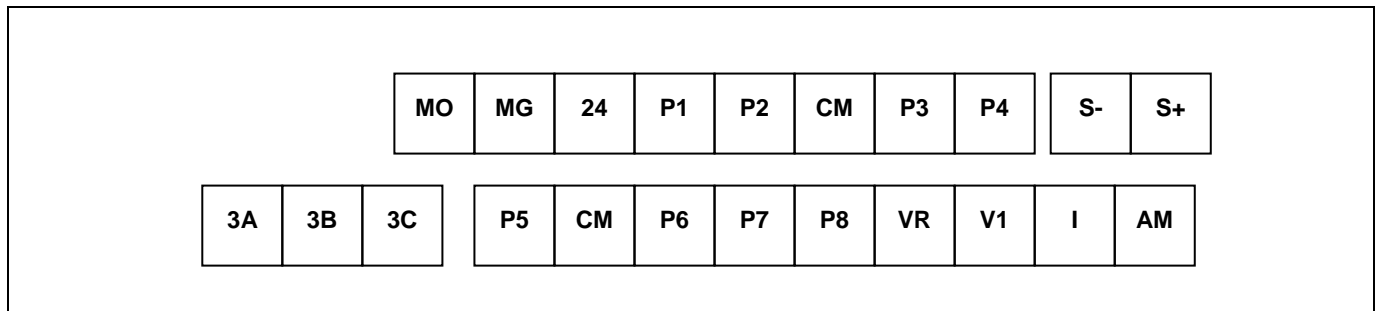 MO MG 24 P1 P2 CM P3 P4 S- S+
3A 3B 3C P5 CM P6 P7 P8 VR V1 I AM